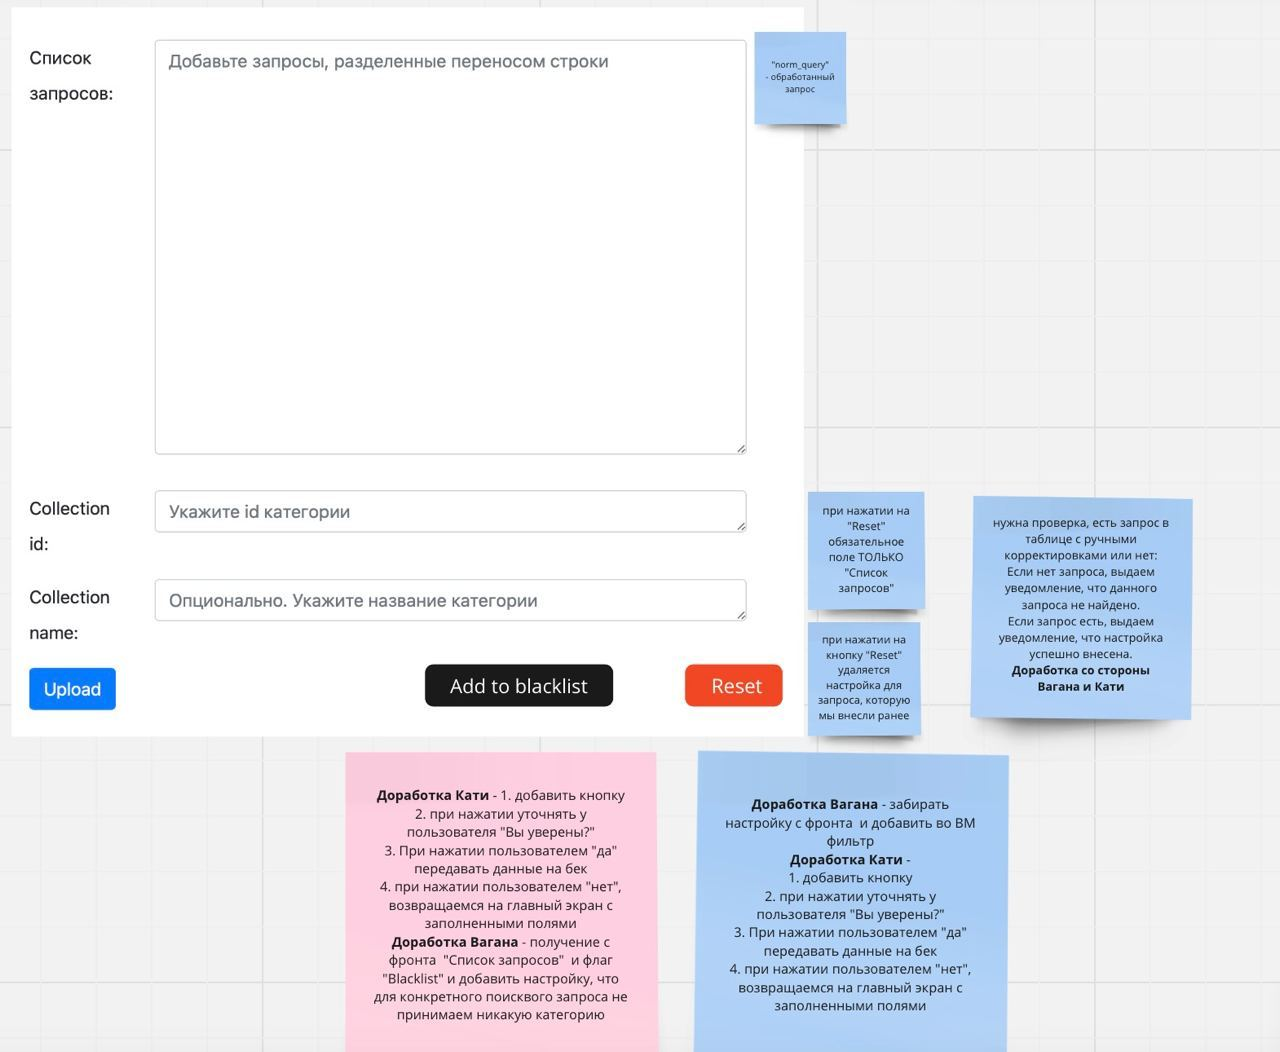 Список
запросов:
Добавьте запросы, разделенные переносом строки
"norm_query"
- обработанный
запрос
Collection
id:
Укажите id категории
Collection
name:
Опционально. Укажите название категории
Upload
Add to blacklist
Reset
при нажатии на
"Reset"
обязательное
поле ТОЛЬКО
"Список
запросов"
при нажатии на
кнопку "Reset"
удаляется
настройка для
запроса, которую
мы внесли ранее
нужна проверка, есть запрос в
таблице с ручными
корректировками или нет:
Если нет запроса, выдаем
уведомление, что данного
запроса не найдено.
Если запрос есть, выдаем
уведомление, что настройка
успешно внесена.
Доработка со стороны
Вагана и Кати
Доработка Кати - 1. добавить кнопку
2. при нажатии уточнять у
пользователя "Вы уверены?"
3. При нажатии пользователем "да"
передавать данные на бек
4. при нажатии пользователем "нет",
возвращаемся на главный экран с
заполненными полями
Доработка Вагана - получение с
фронта "Список запросов" и флаг
"Blacklist" и добавить настройку, что
для конкретного поисквого запроса не
принимаем никакую категорию
Доработка Вагана - забирать
настройку с фронта и добавить во ВМ
фильтр
Доработка Кати -
1. добавить кнопку
2. при нажатии уточнять у
пользователя "Вы уверены?"
3. При нажатии пользователем "да"
передавать данные на бек
4. при нажатии пользователем "нет",
возвращаемся на главный экран с
заполненными полями